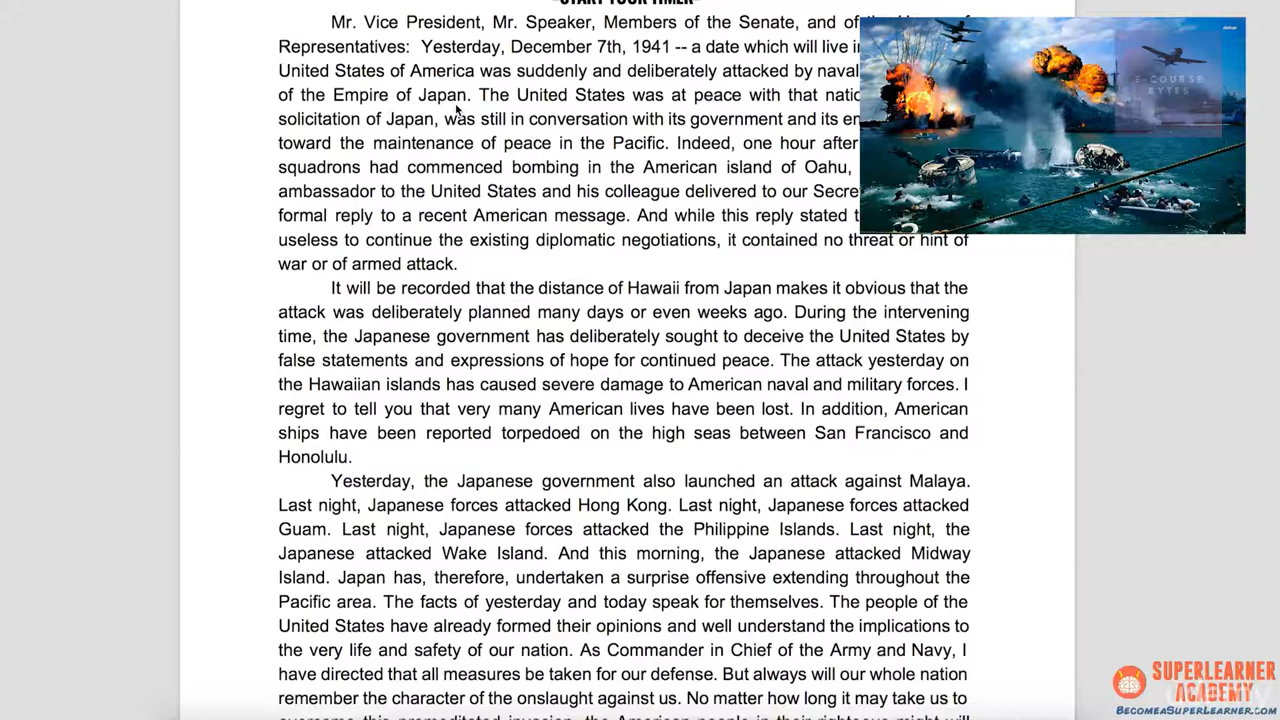 START YOUR TIMER
Mr. Vice President, Mr. Speaker, Members of the Senate, and of
Representatives: Yesterday, December 7th, 1941 -- a date which will live
United States of America was suddenly and deliberately attacked by naval
of the Empire of Japan. The United States was at peace with that
solicitation of Japan, was still in conversation with its government and its
toward the maintenance of peace in the Pacific. Indeed, one hour after
squadrons had commenced bombing in the American island of Oahu,
ambassador to the United States and his colleague delivered to our
formal reply to a recent American message. And while this reply stated
useless to continue the existing diplomatic negotiations, it contained no threat or hint of
war or of armed attack.
It will be recorded that the distance of Hawaii from Japan makes it obvious that the
attack was deliberately planned many days or even weeks ago. During the intervening
time, the Japanese government has deliberately sought to deceive the United States by
false statements and expressions of hope for continued peace. The attack yesterday on
the Hawaiian islands has caused severe damage to American naval and military forces. I
regret to tell you that very many American lives have been lost. In addition, American
ships have been reported torpedoed on the high seas between San Francisco and
Honolulu.
Yesterday, the Japanese government also launched an attack against Malaya.
Last night, Japanese forces attacked Hong Kong. Last night, Japanese forces attacked
Guam. Last night, Japanese forces attacked the Philippine Islands. Last night, the
Japanese attacked Wake Island. And this morning, the Japanese attacked Midway
Island. Japan has, therefore, undertaken a surprise offensive extending throughout the
Pacific area. The facts of yesterday and today speak for themselves. The people of the
United States have already formed their opinions and well understand the implications to
the very life and safety of our nation. As Commander in Chief of the Army and Navy, I
have directed that all measures be taken for our defense. But always will our whole nation
remember the character of the onslaught against us. No matter how long it may take us to
overcome this premeditated invasion, the American people in their righteous might will
E-COURSE
BYTES
SUPERLEARNER
ACADEMY
BECOMEASUPERLEARNER.COM